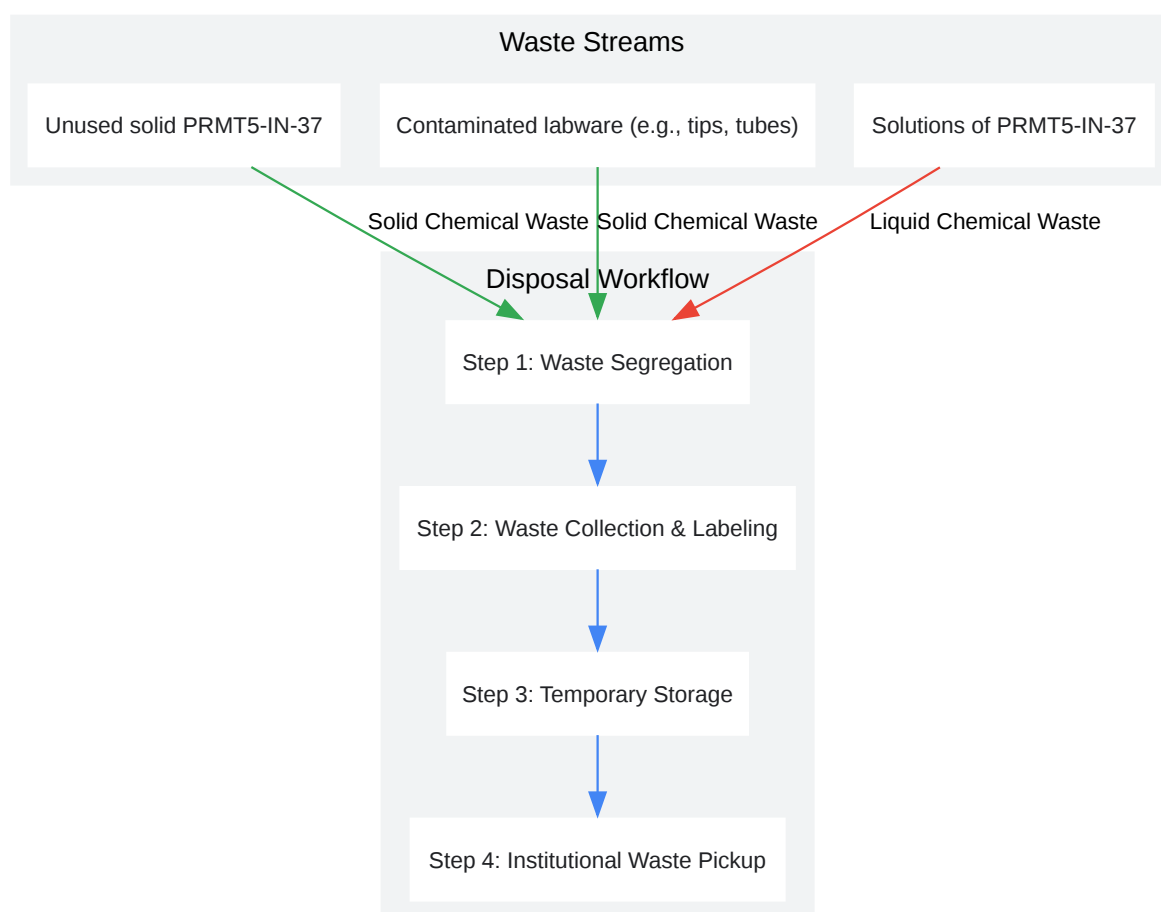 Waste Streams
Unused solid PRMT5-IN-37
Contaminated labware (e.g., tips, tubes)
Solutions of PRMT5-IN-37
Solid Chemical Waste
Solid Chemical Waste
Liquid Chemical Waste
Disposal Workflow
Step 1: Waste Segregation
Step 2: Waste Collection & Labeling
Step 3: Temporary Storage
Step 4: Institutional Waste Pickup